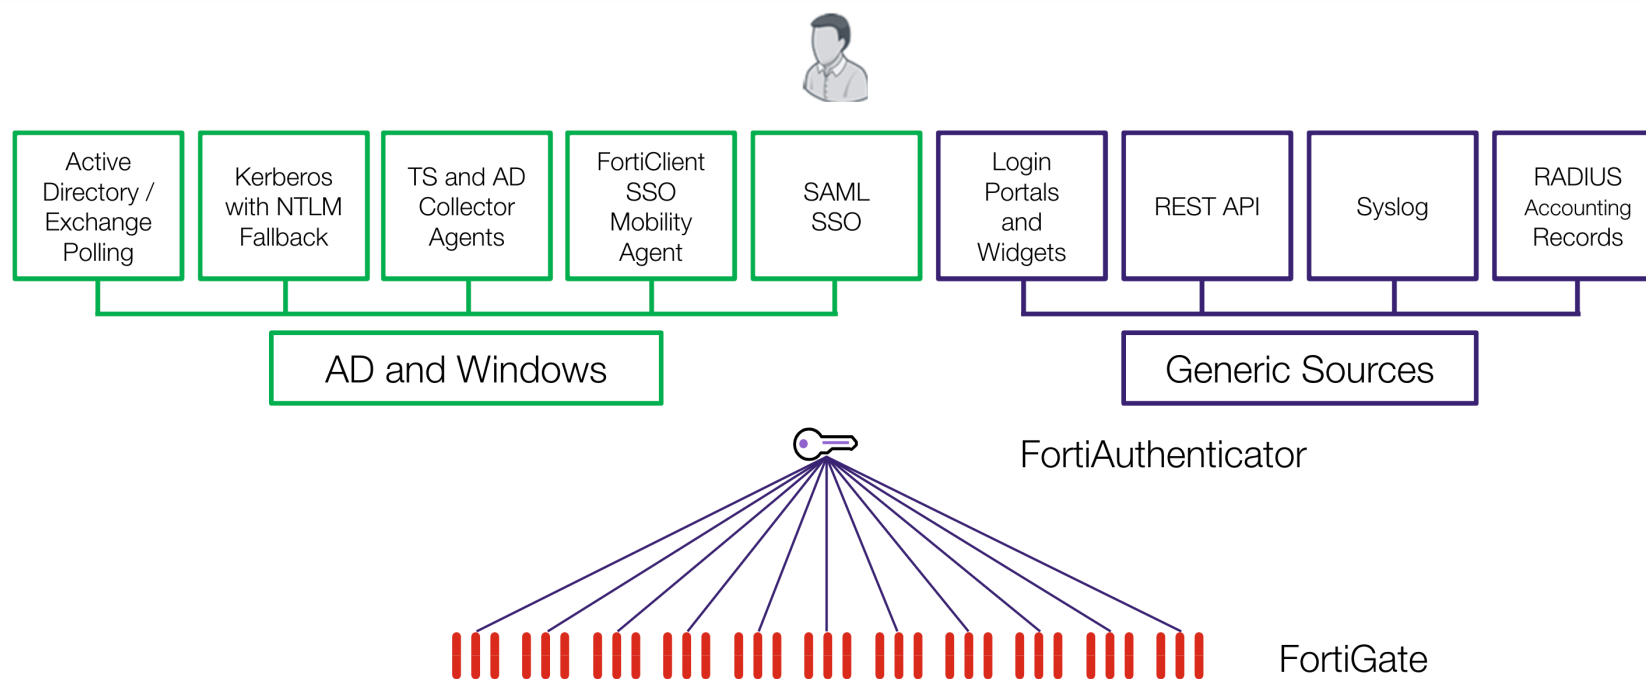 Active
Directory /
Exchange
Polling
Kerberos
with NTLM
Fallback
TS and AD
Collector
Agents
FortiClient
SSO
Mobility
Agent
SAML
SSO
Login
Portals
and
Widgets
REST API
Syslog
RADIUS
Accounting
Records
AD and Windows
Generic Sources
FortiAuthenticator
FortiGate